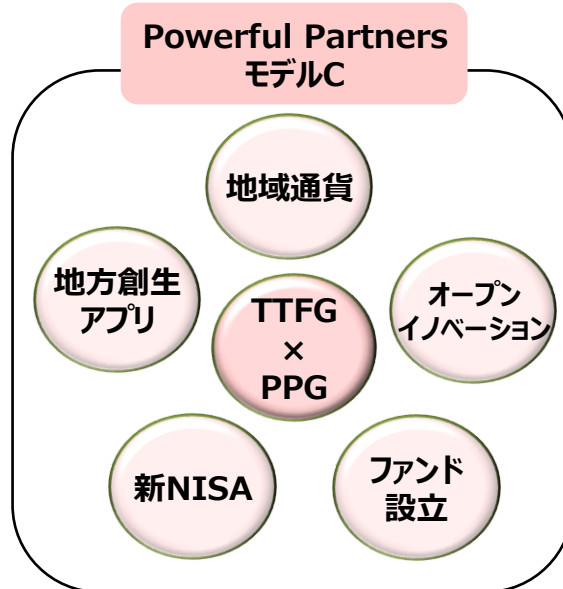 Powerful Partners
モデルC
地域通貨
地方創生
アプリ
オープン
イノベーション
TTFG
×
PPG
新NISA
ファンド
設立